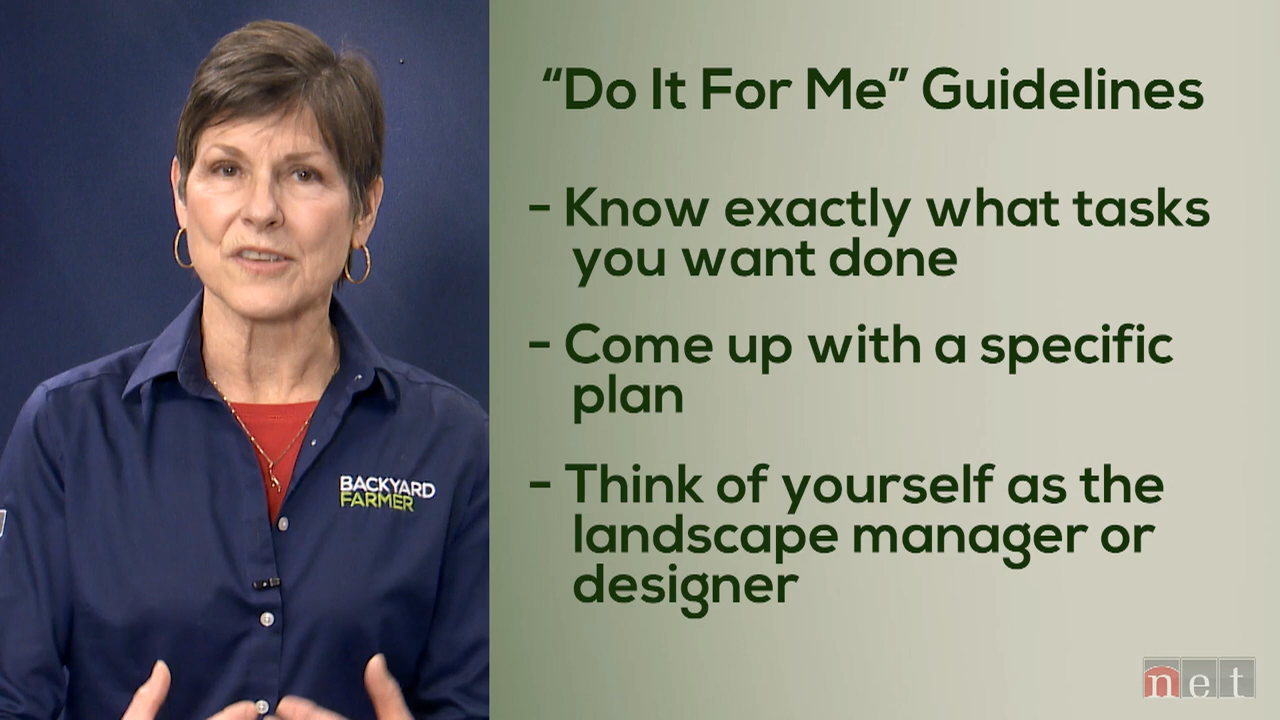 "Do It For Me" Guidelines
- Know exactly what tasks
you want done
- Come up with a specific
plan
- Think of yourself as the
landscape manager or
designer
BACKYARD
FARMER
net